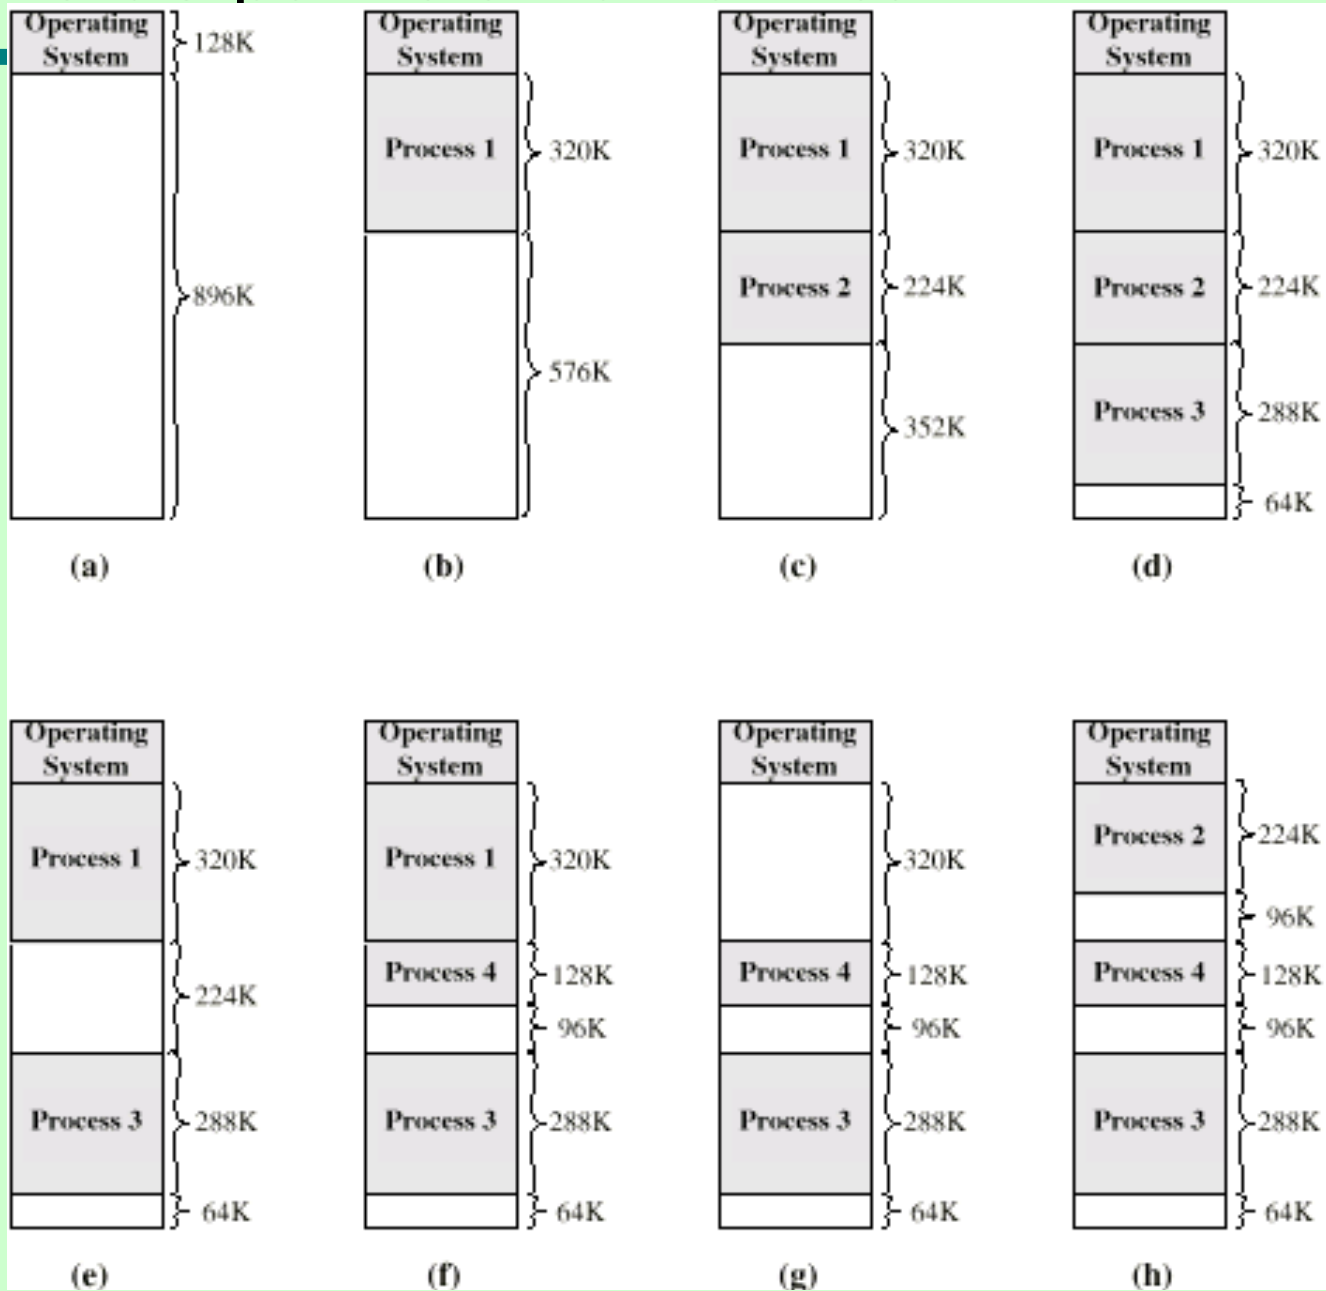 Operating
System
128K
896K
(a)
Operating
System
Process 1
320K
576K
(b)
Operating
System
Process 1
320K
Process 2
224K
352K
(c)
Operating
System
Process 1
320K
Process 2
224K
Process 3
288K
64K
(d)
Operating
System
Process 1
320K
224K
Process 3
288K
64K
(e)
Operating
System
Process 1
320K
Process 4
128K
96K
Process 3
288K
64K
(f)
Operating
System
320K
Process 4
128K
96K
Process 3
288K
64K
(g)
Operating
System
Process 2
224K
96K
Process 4
128K
96K
Process 3
288K
64K
(h)